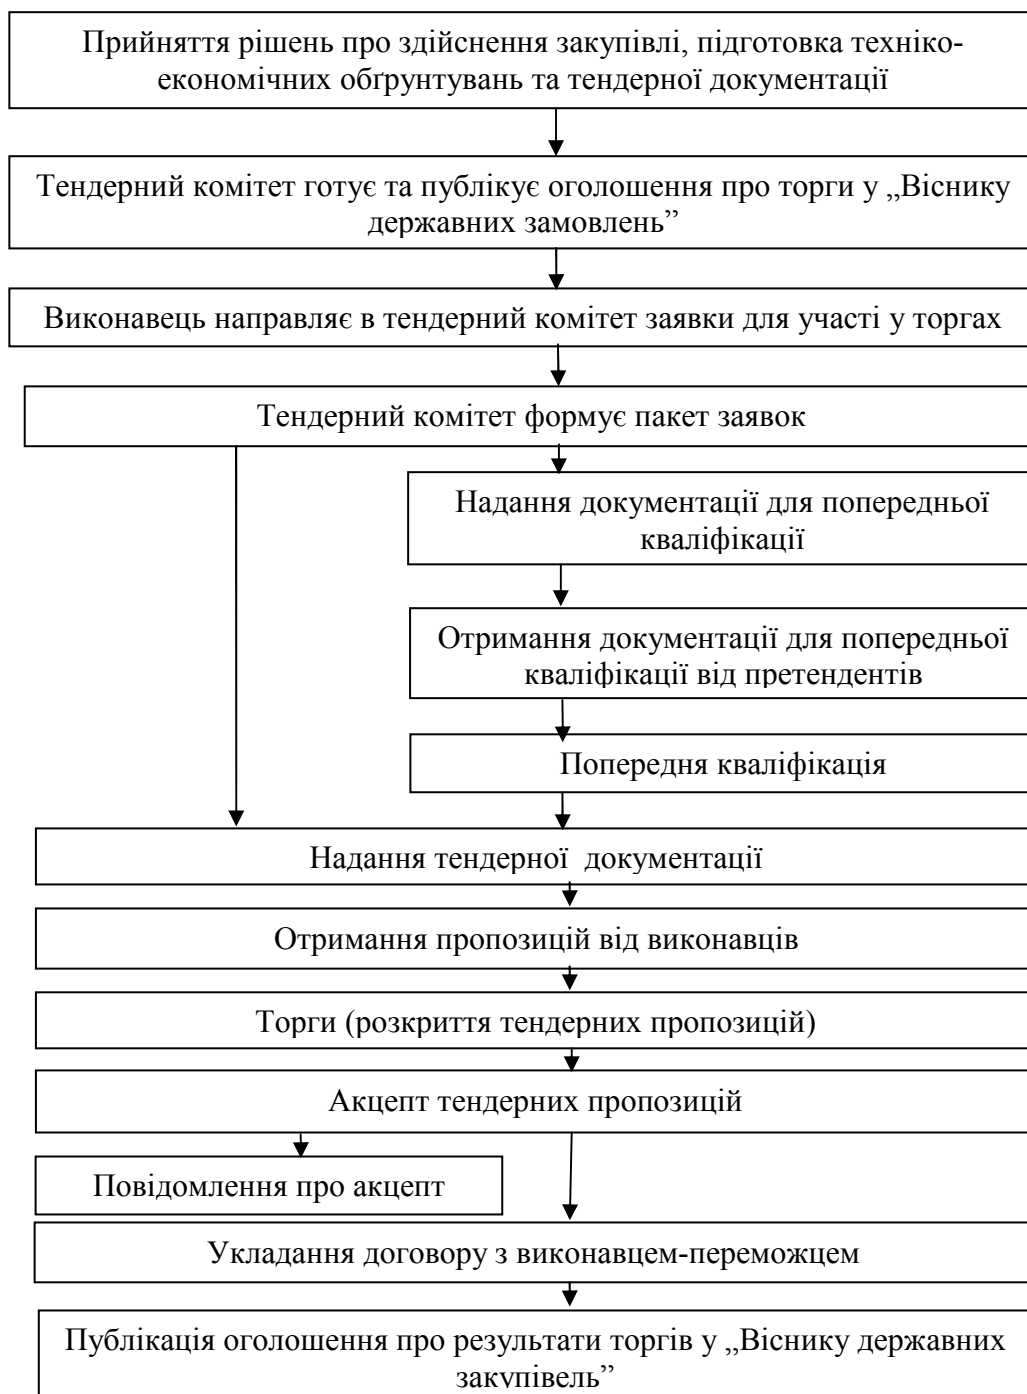 Прийняття рішень про здійснення закупівлі, підготовка техніко-
економічних обґрунтувань та тендерної документації
Тендерний комітет готує та публікує оголошення про торги у „Віснику
державних замовлень”
Виконавець направляє в тендерний комітет заявки для участі у торгах
Тендерний комітет формує пакет заявок
Надання документації для попередньої
кваліфікації
Отримання документації для попередньої
кваліфікації від претендентів
Попередня кваліфікація
Надання тендерної  документації
Отримання пропозицій від виконавців
Торги (розкриття тендерних пропозицій)
Акцепт тендерних пропозицій
Повідомлення про акцепт
Укладання договору з виконавцем-переможцем
Публікація оголошення про результати торгів у „Віснику державних
закупівель”